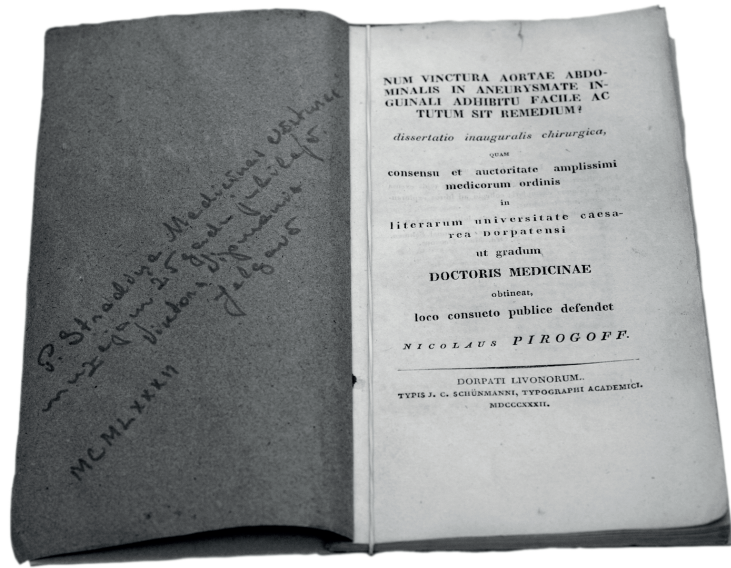 P. Stradiņa Medicīnas vēstures
muzejam 25 gadu jubilejā.
Viestura
Jelgavā
MCMLXXXII
NUM VINCTURA AORTAE ABDO-
MINALIS IN ANEURYSMATE IN-
GUINALI ADHIBITU FACILE AC
TUTUM SIT REMEDIUM?
dissertatio inauguralis chirurgica,
QUAM
consensu et auctoritate amplissimi
medicorum ordinis
in
literarum universitate caesa-
rea Dorpatensi
ut gradum
DOCTORIS MEDICINAE
obtineat,
loco consueto publice defendet
NICOLAUS PIROGOFF.
DORPATI LIVONORUM.
TYPIS J. C. SCHÜNMANNI, TYPOGRAPHI ACADEMICI.
MDCCCXXXII.